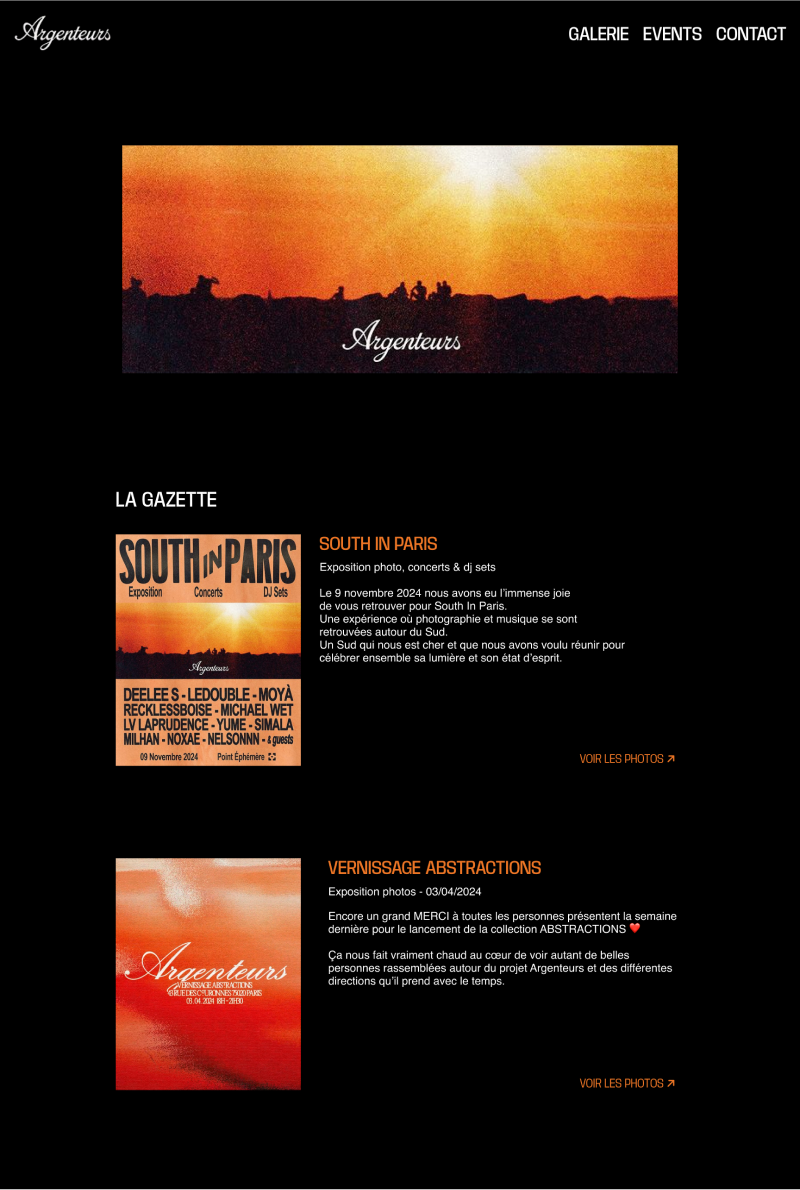 Argenteurs
GALERIE EVENTS CONTACT
Argenteurs
LA GAZETTE
SOUTH IN PARIS
Exposition Concerts DJ Sets
Argenteurs
DEELEE S - LEDOUBLE - MOYÀ
RECKLESSBOISE - MICHAEL WET
LV LAPRUDENCE - YUME - SIMALA
MILHAN - NOXAE - NELSONNN - & guests
09 Novembre 2024 Point Éphémère
SOUTH IN PARIS
Exposition photo, concerts & dj sets
Le 9 novembre 2024 nous avons eu l’immense joie
de vous retrouver pour South In Paris.
Une expérience où photographie et musique se sont
retrouvées autour du Sud.
Un Sud qui nous est cher et que nous avons voulu réunir pour
célébrer ensemble sa lumière et son état d’esprit.
VOIR LES PHOTOS ↗
Argenteurs
VERNISSAGE ABSTRACTIONS
RUE DES COURONNES 75020 PARIS
03. 04. 2024 18H - 21H30
VERNISSAGE ABSTRACTIONS
Exposition photos - 03/04/2024
Encore un grand MERCI à toutes les personnes présentent la semaine
dernière pour le lancement de la collection ABSTRACTIONS ❤️
Ça nous fait vraiment chaud au cœur de voir autant de belles
personnes rassemblées autour du projet Argenteurs et des différentes
directions qu’il prend avec le temps.
VOIR LES PHOTOS ↗